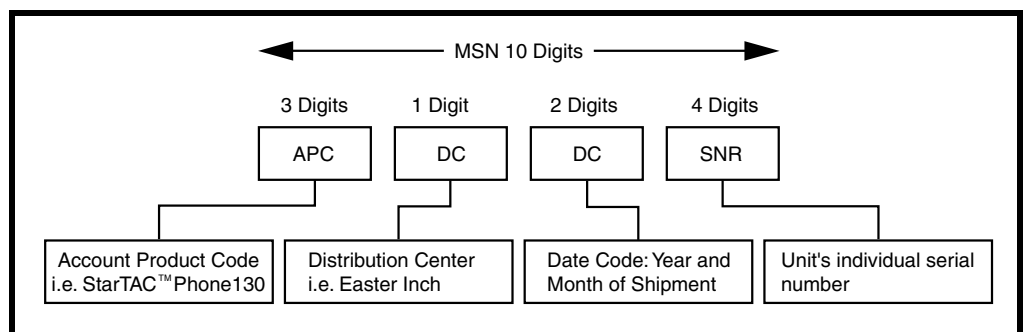 MSN 10 Digits
3 Digits
1 Digit
2 Digits
4 Digits
APC
DC
DC
SNR
Account Product Code
i.e. StarTAC™Phone130
Distribution Center
i.e. Easter Inch
Date Code: Year and
Month of Shipment
Unit's individual serial
number